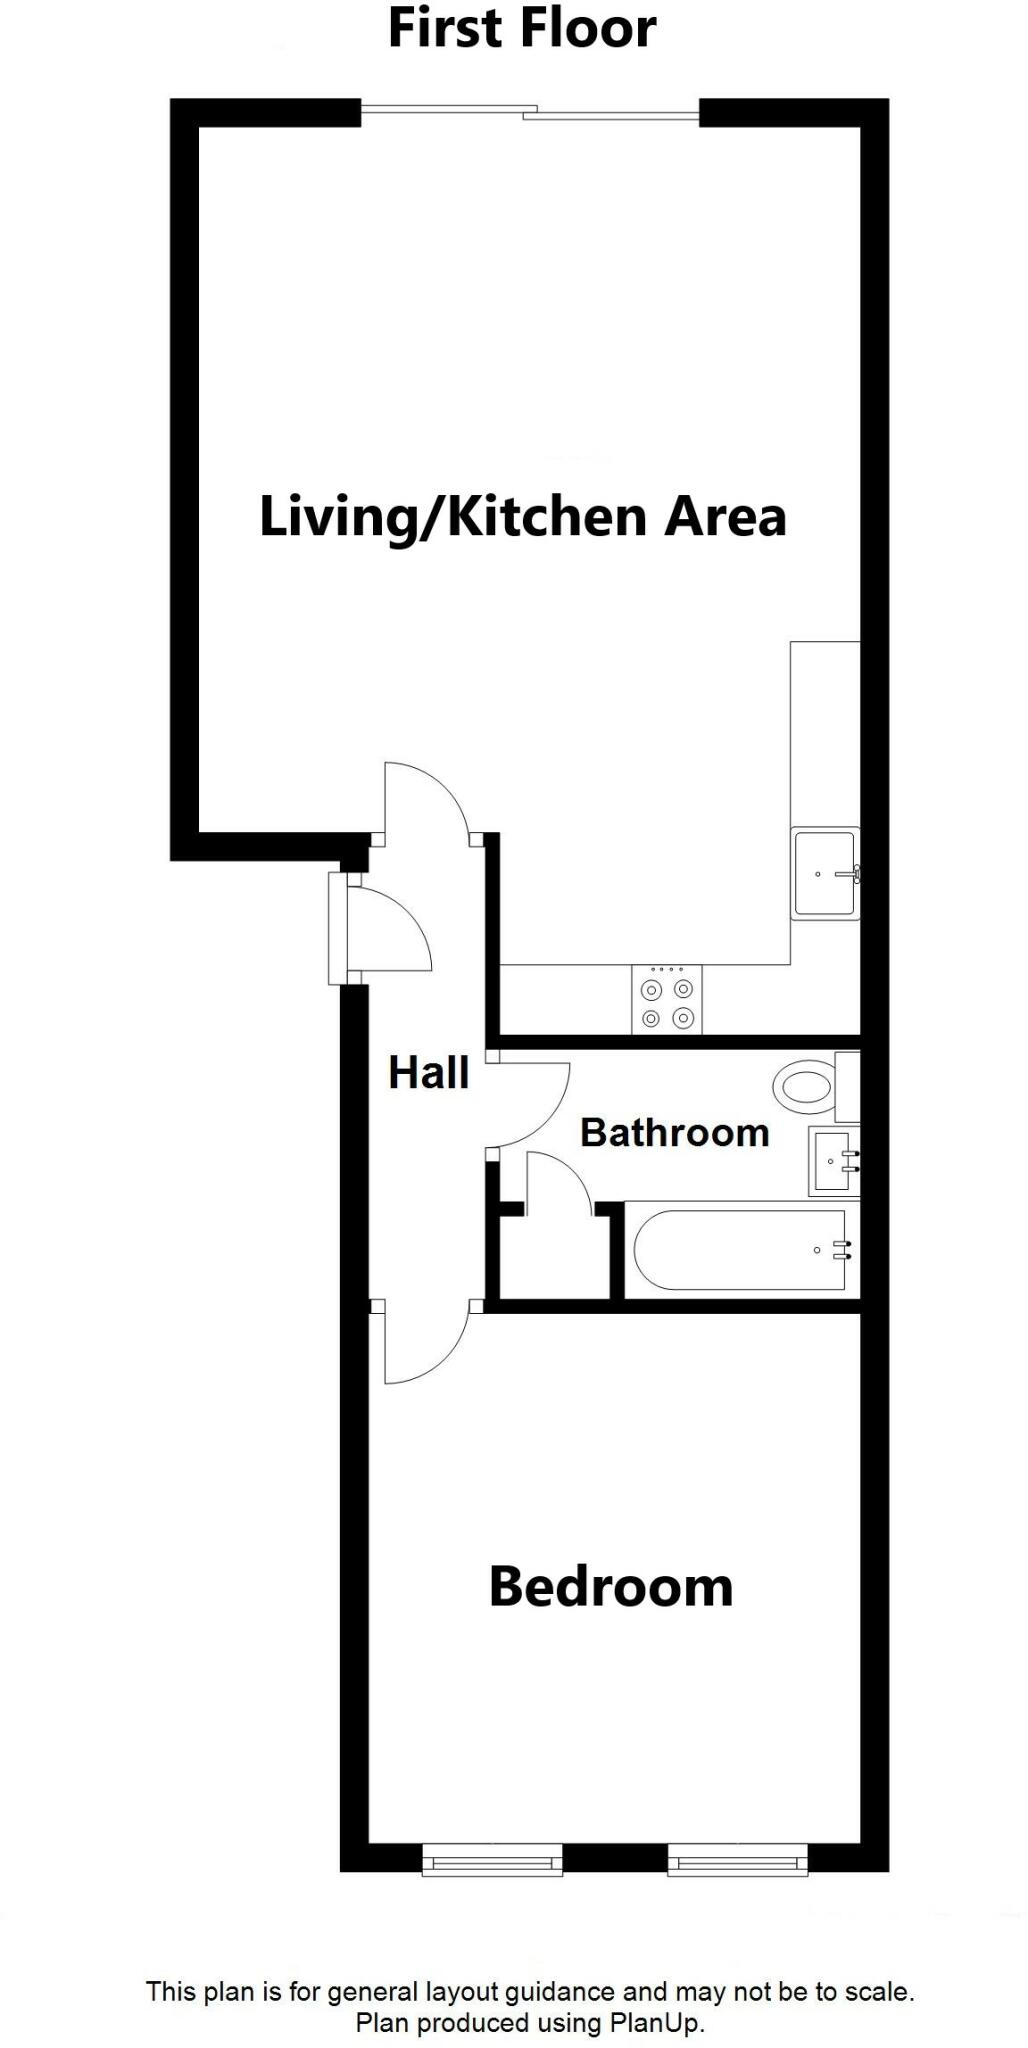 First Floor
Living/Kitchen Area
Hall
Bathroom
Bedroom
This plan is for general layout guidance and may not be to scale.
Plan produced using PlanUp.